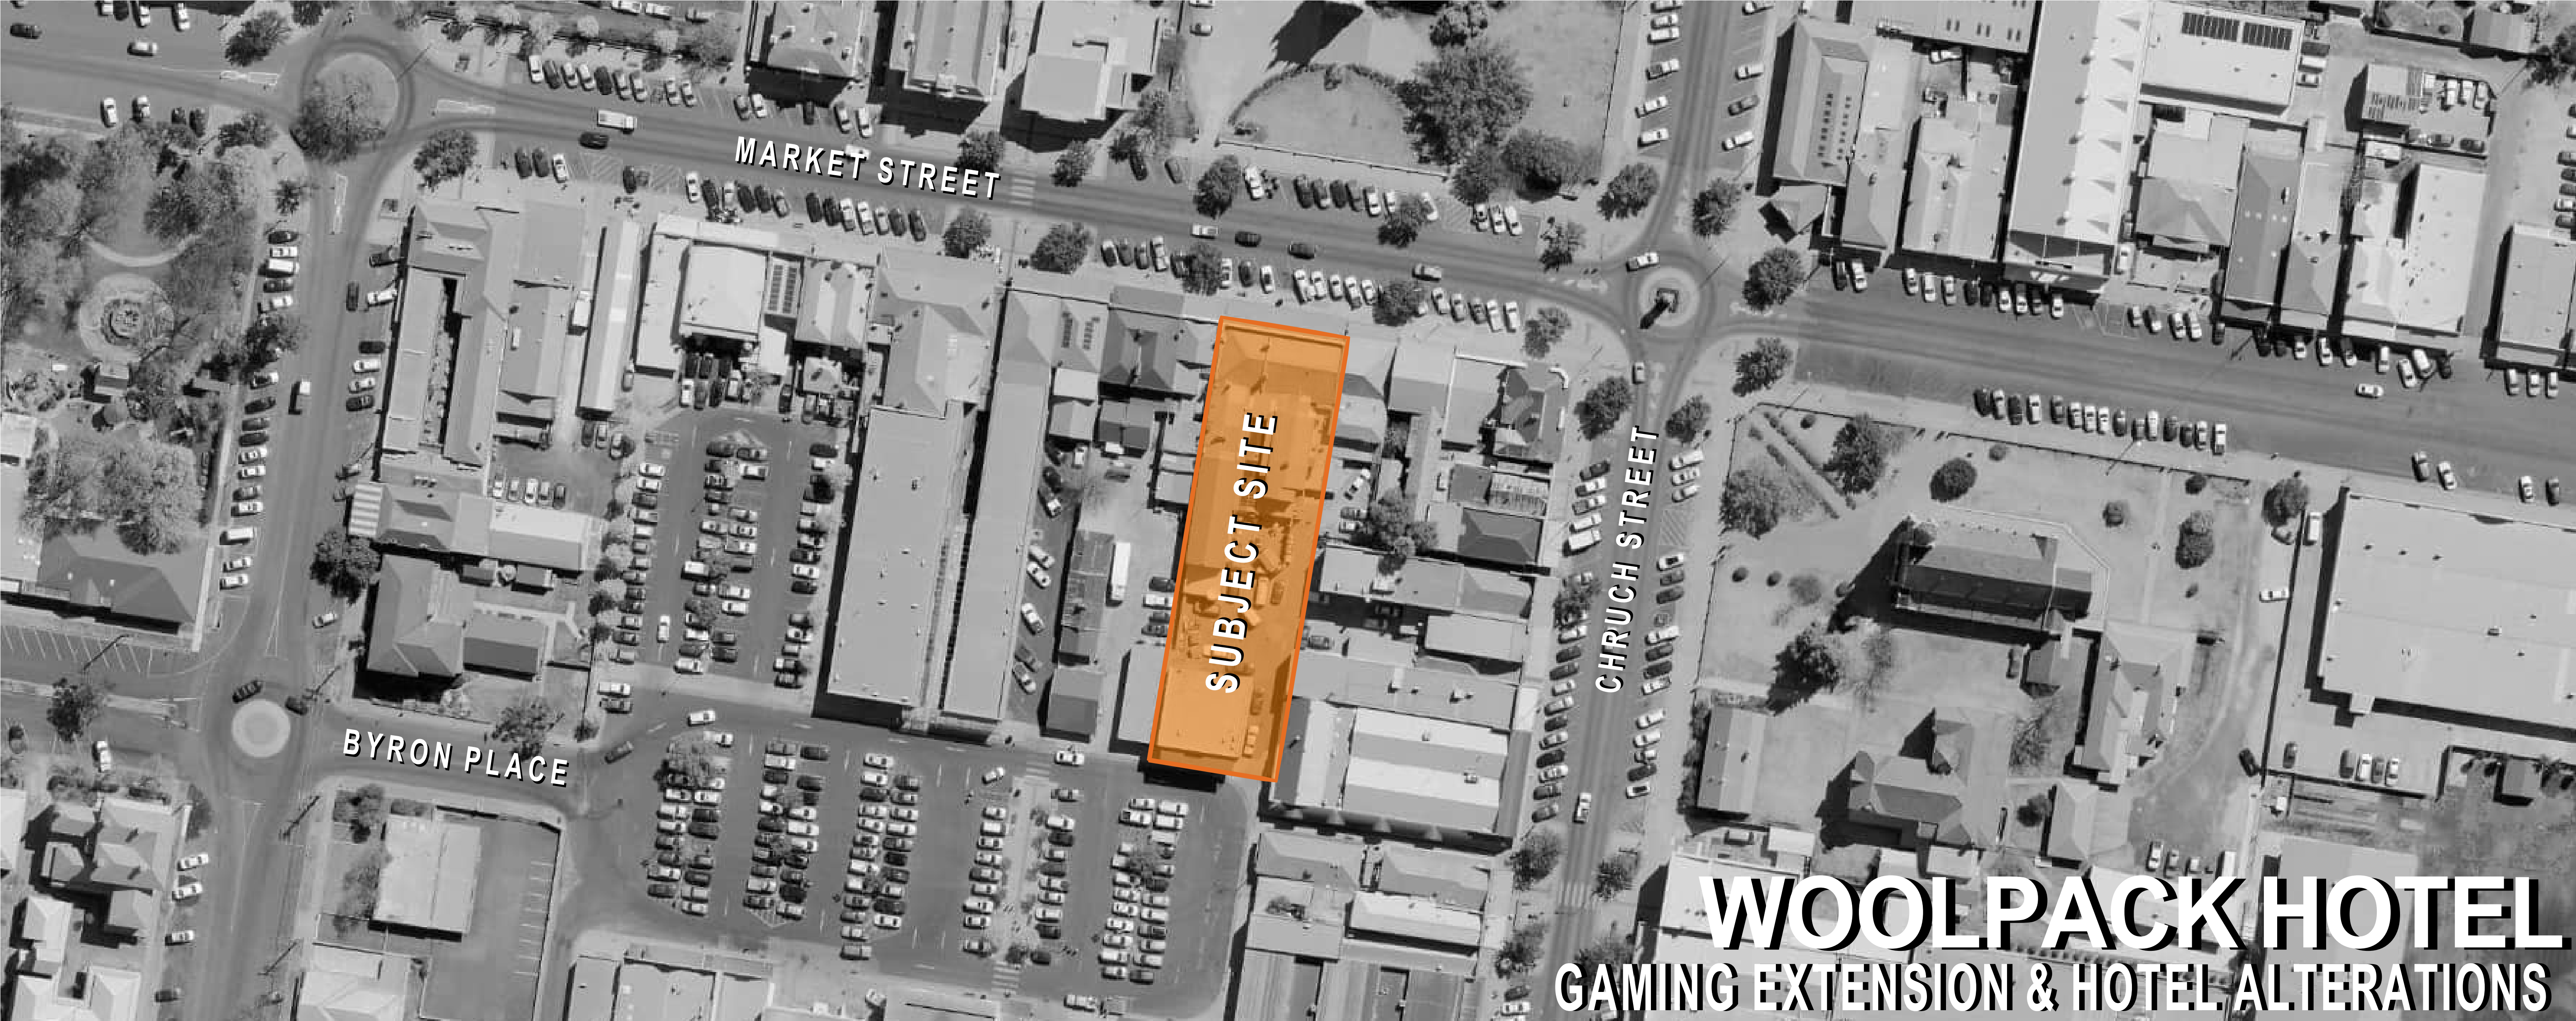 MARKET STREET
SUBJECT SITE
CHRUCH STREET
BYRON PLACE
WOOLPACK HOTEL
GAMING EXTENSION & HOTEL ALTERATIONS